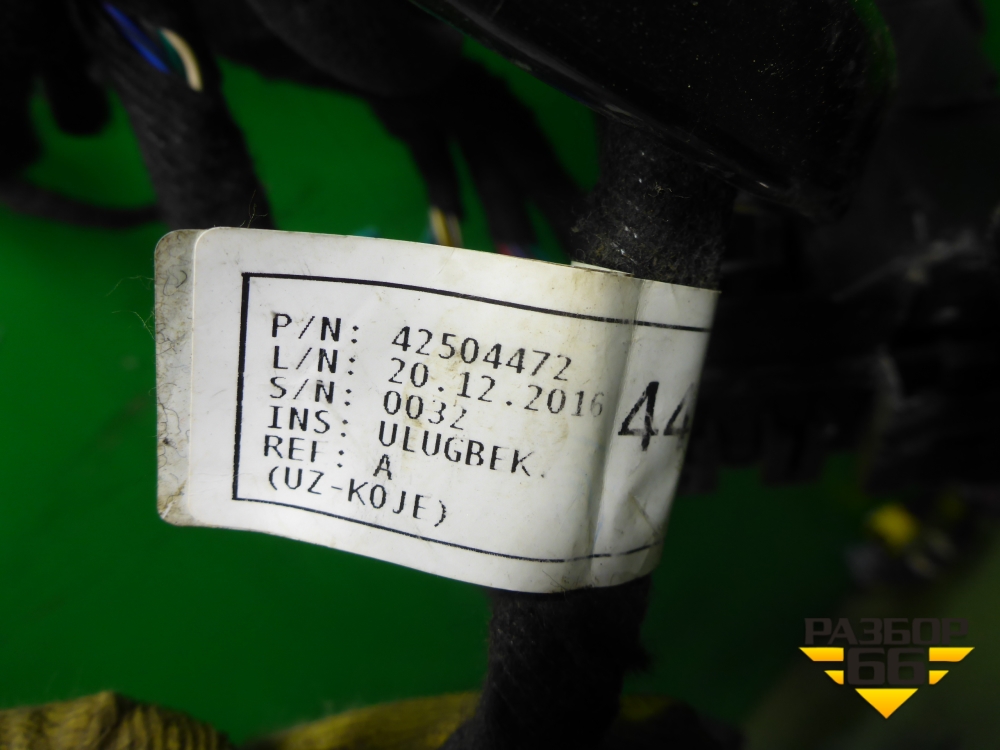 P/N: 42504472
L/N: 20.12.2016
S/N: 0032
INS: ULUGBEK.
REF: A
(UZ-KOJE)
44
РАЗБОР
66